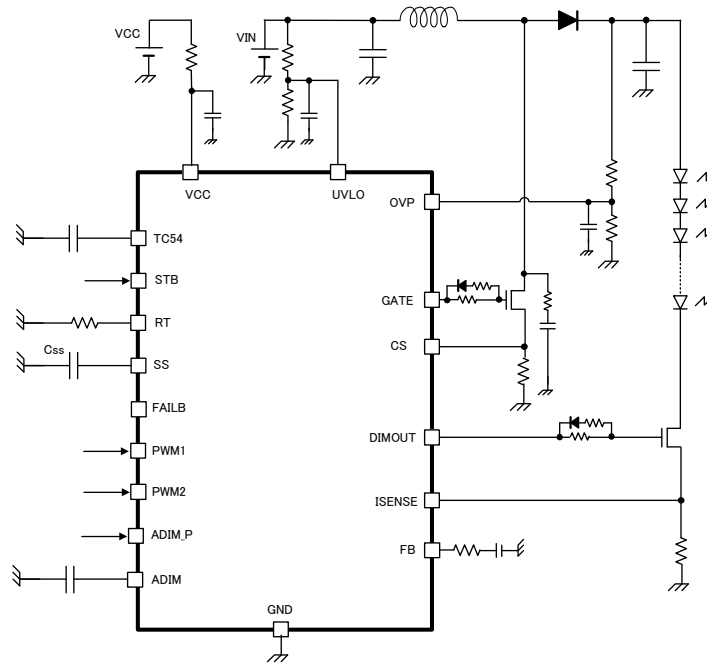 VCC
VIN
VCC
UVLO
OVP
TC54
STB
GATE
RT
CS
Css
SS
FAILB
DIMOUT
PWM1
PWM2
ISENSE
ADIM_P
FB
ADIM
GND